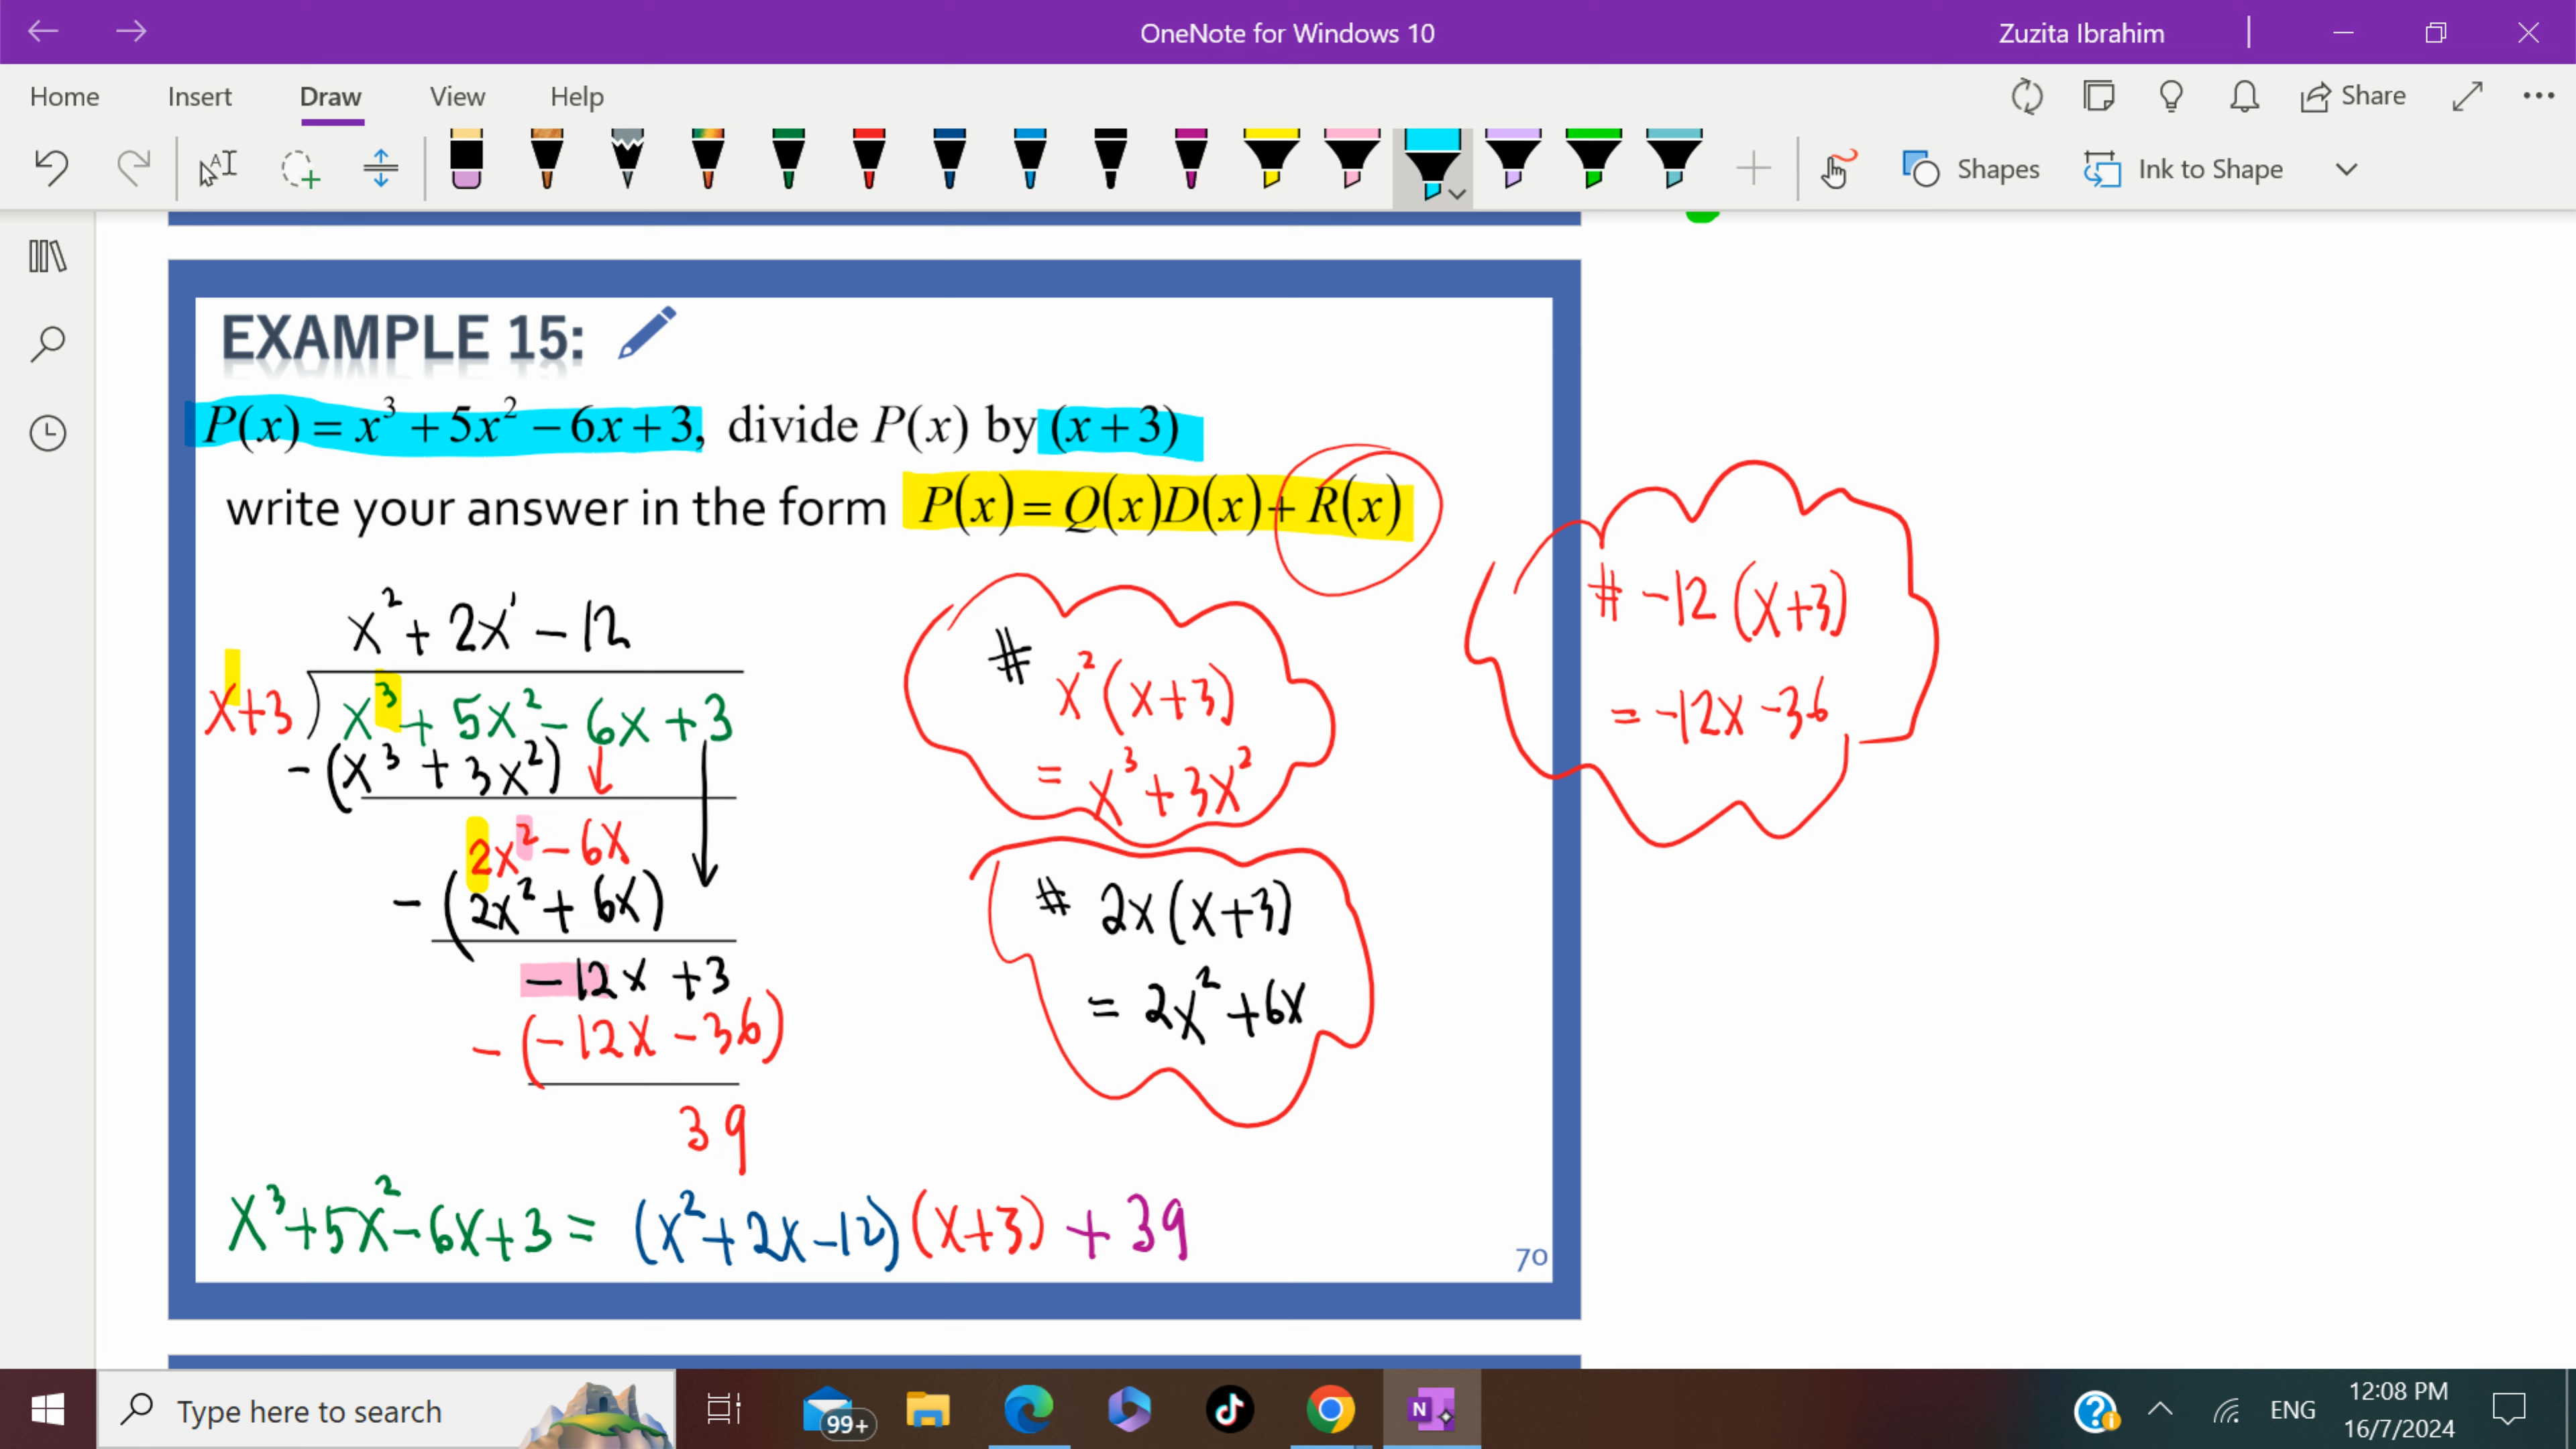 OneNote for Windows 10
Zuzita Ibrahim
Home Insert Draw View Help
Share
Shapes
Ink to Shape
EXAMPLE 15:
P(x) = x³ + 5x² − 6x + 3, divide P(x) by (x + 3)
write your answer in the form P(x) = Q(x)D(x) + R(x)
x² + 2x¹ − 12
x+3 ) x³ + 5x² − 6x + 3
− (x³ + 3x²)
2x² − 6x
− (2x² + 6x)
−12x + 3
− (−12x − 36)
39
x³+5x²−6x+3 = (x²+2x−12)(x+3) + 39
# x²(x+3)
= x³ + 3x²
# 2x(x+3)
= 2x² + 6x
# −12(x+3)
= −12x −36
70
Type here to search
99+
N
ENG
12:08 PM
16/7/2024